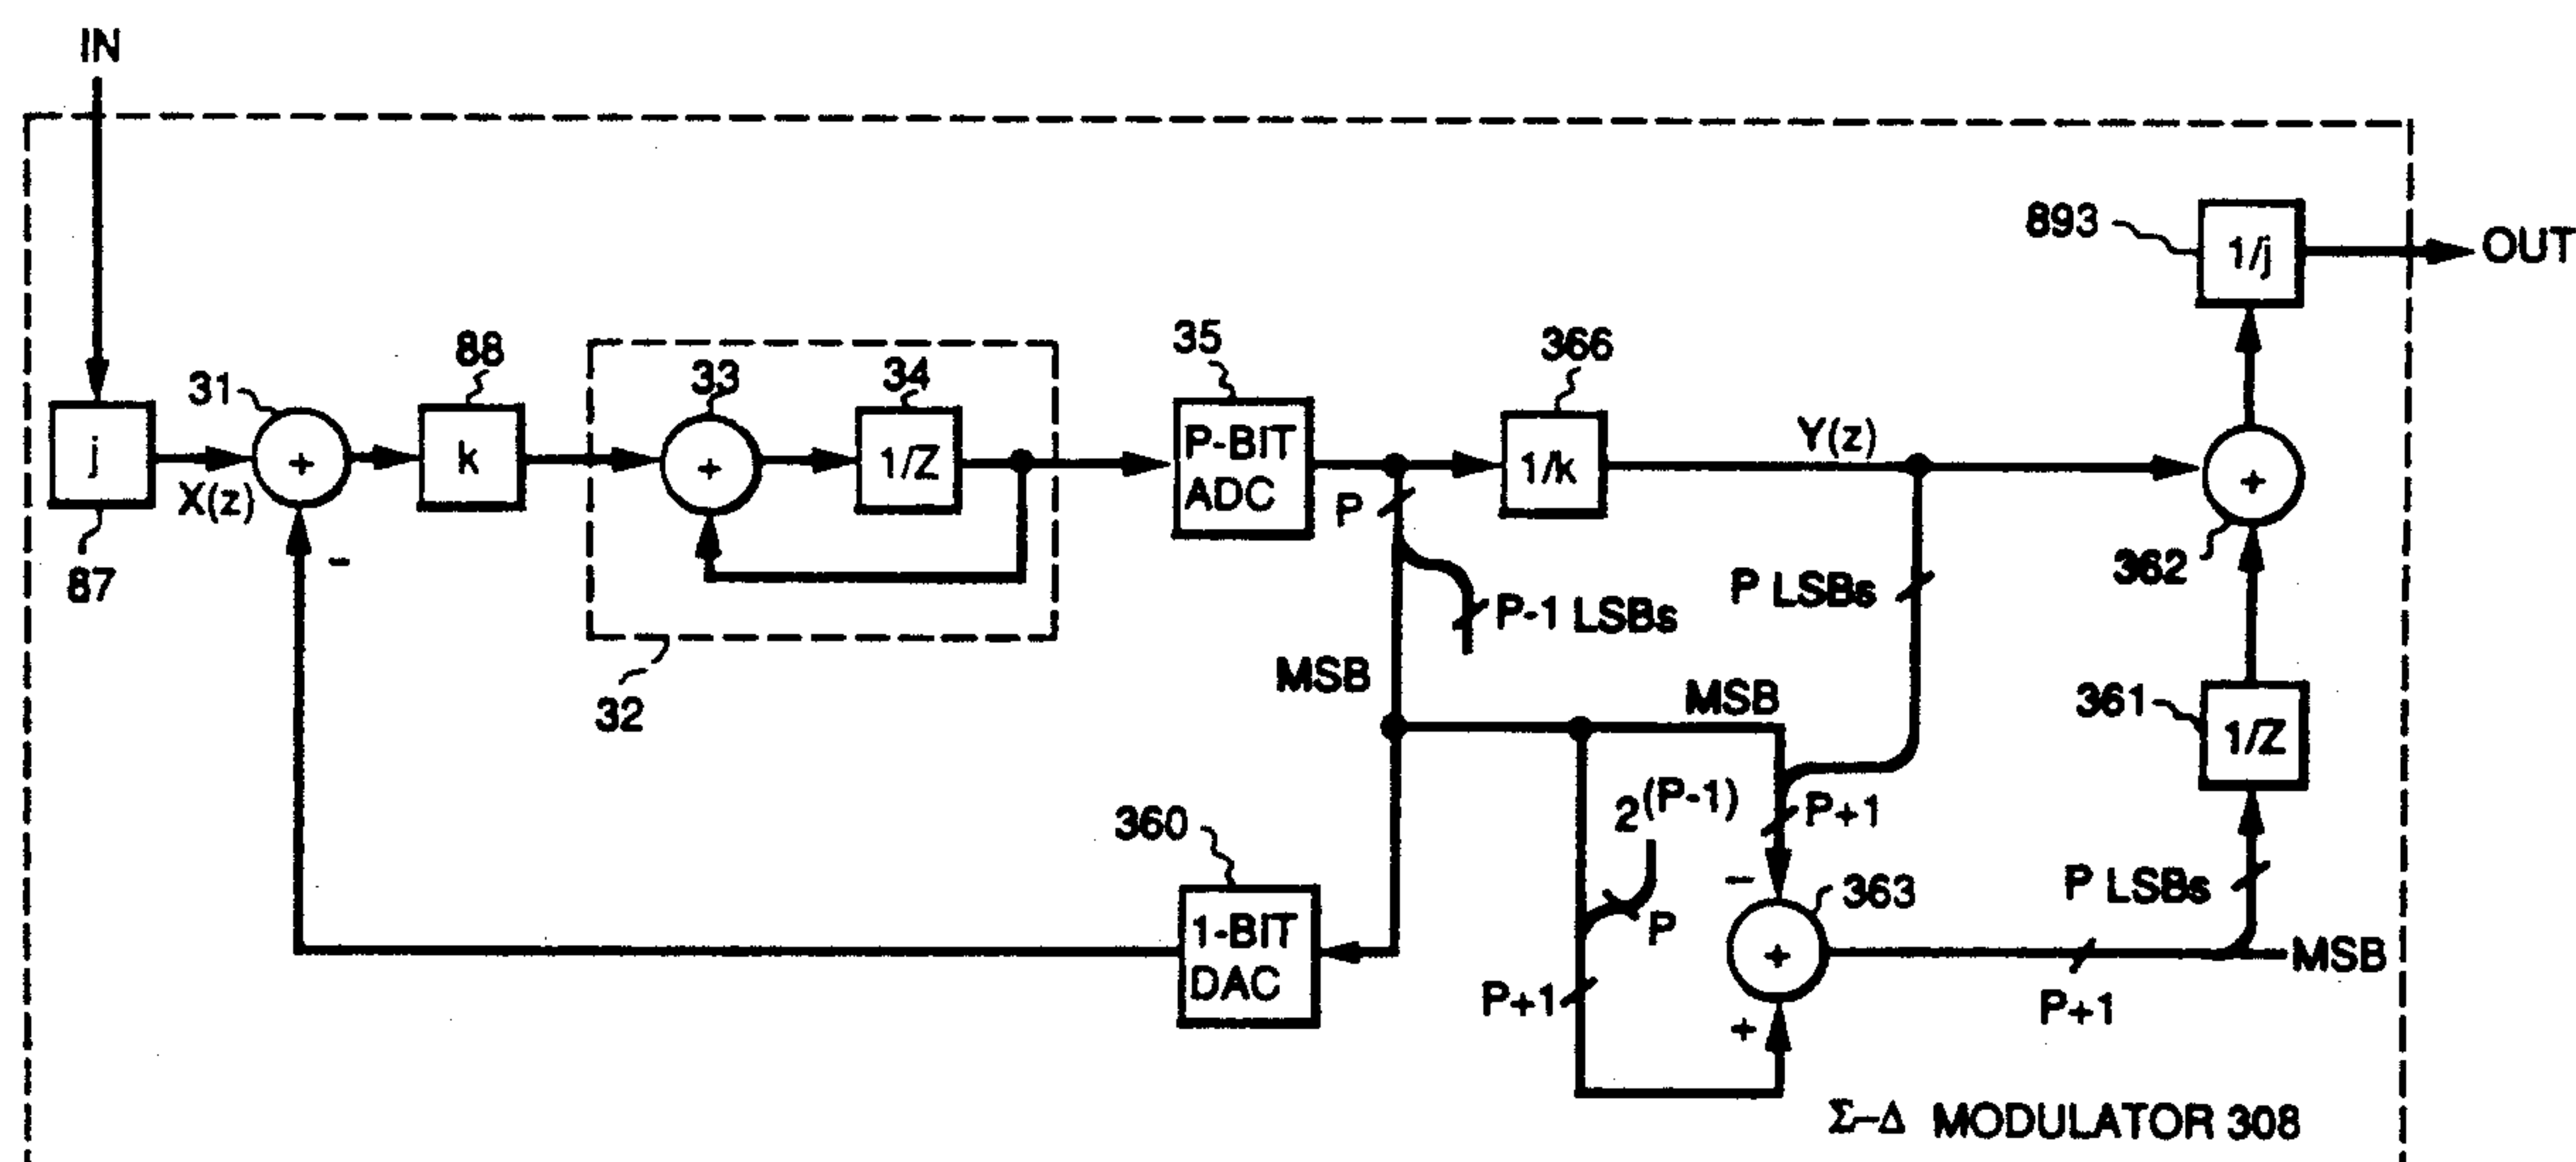 IN
893
1/j
OUT
35
366
88
31
33
34
j
X(z)
+
k
+
1/Z
P-BIT
ADC
P
1/k
Y(z)
+
87
-
362
P LSBs
P-1 LSBs
32
MSB
MSB
361
1/Z
2(P-1)
P+1
360
-
363
P LSBs
1-BIT
DAC
P
+
MSB
P+1
+
P+1
Σ-Δ MODULATOR 308